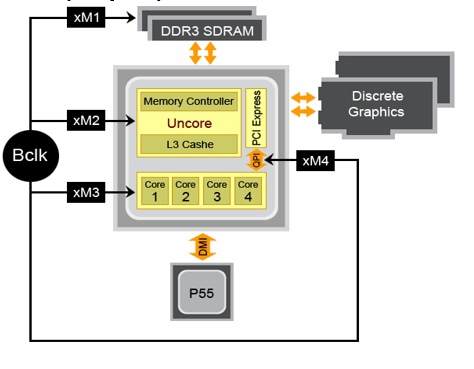 xM1
DDR3 SDRAM
Memory Controller
xM2
Uncore
PCI Express
Discrete
Graphics
L3 Cashe
Bclk
QPI
xM4
xM3
Core
1
Core
2
Core
3
Core
4
DMI
P55